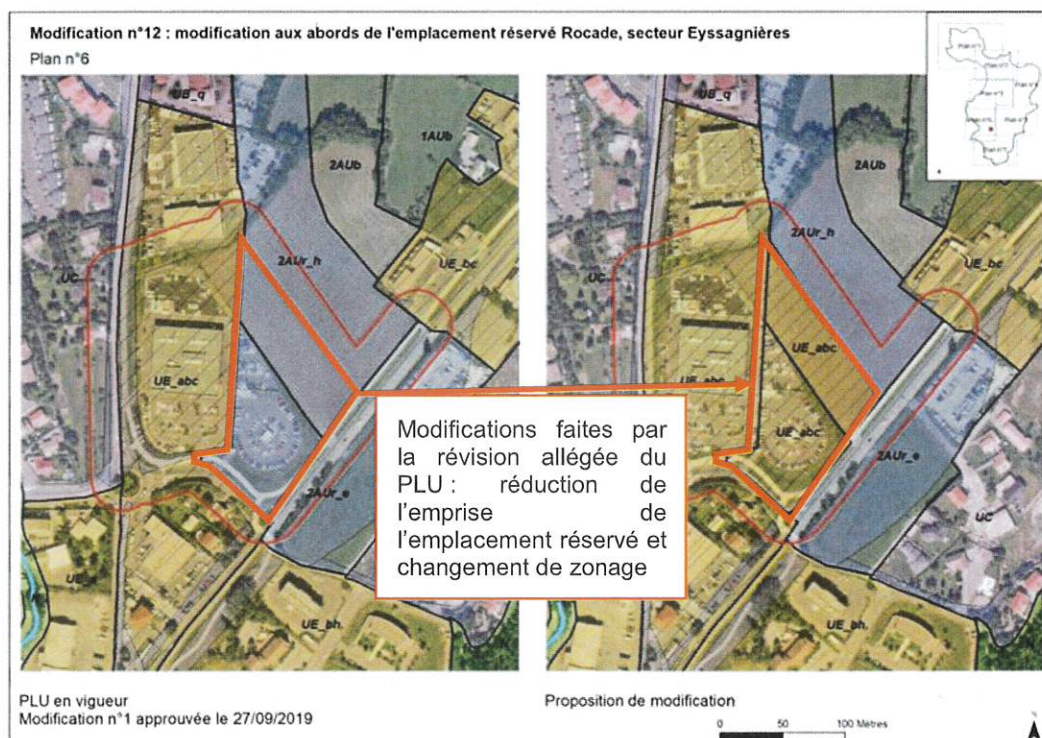 Modification n°12 : modification aux abords de l'emplacement réservé Rocade, secteur Eyssagnières
Plan n°6
UB_q
1AUb
2AUb
2AUr_h
UE_bc
UC
UE_abc
2AUr_e
UE_bh
2AUb
2AUr_h
UE_bc
UC
UE_abc
UE_abc
UE_abc
2AUr_e
UC
UE_bh
Modifications faites par
la révision allégée du
PLU : réduction de
l'emprise de
l'emplacement réservé et
changement de zonage
PLU en vigueur
Modification n°1 approuvée le 27/09/2019
Proposition de modification
0 50 100 Metres